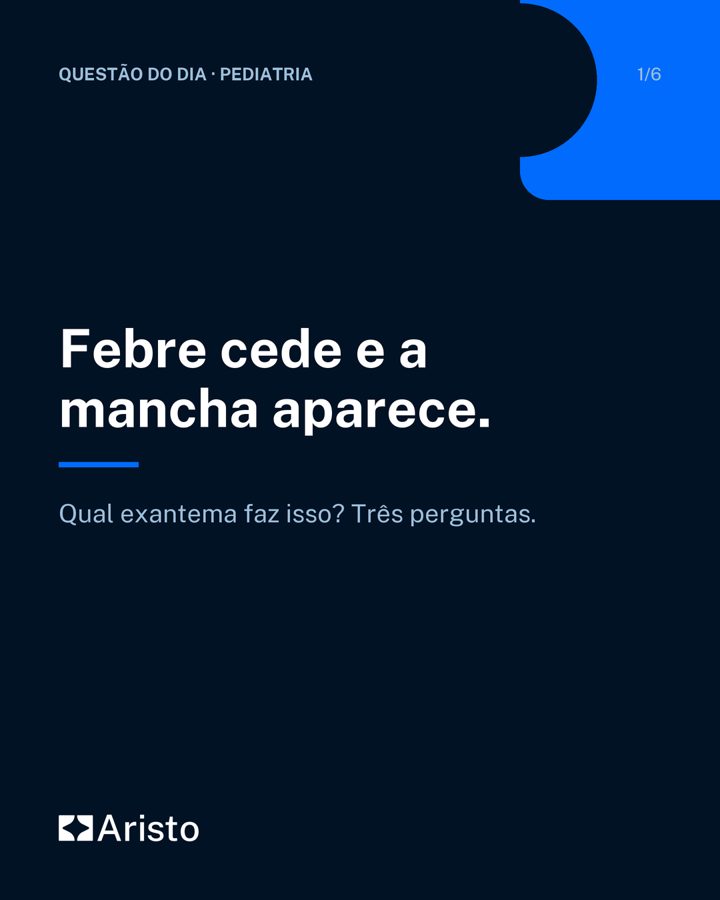 QUESTÃO DO DIA · PEDIATRIA
1/6
Febre cede e a
mancha aparece.
Qual exantema faz isso? Três perguntas.
Aristo